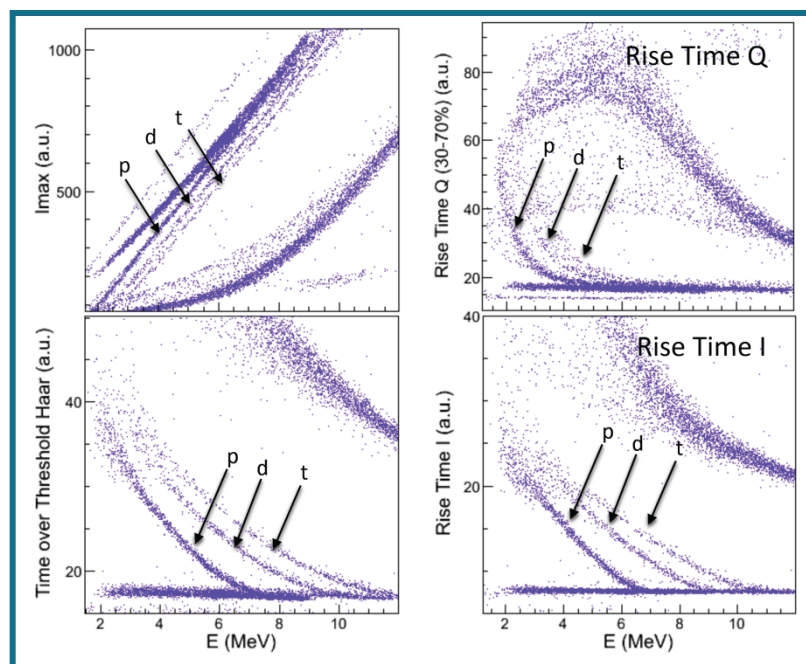 1000
500
Imax (a.u.)
p
d
t
Rise Time Q
80
60
40
20
Rise Time Q (30-70%) (a.u.)
p
d
t
40
20
Time over Threshold Haar (a.u.)
p
d
t
2 4 6 8 10
E (MeV)
Rise Time I
40
20
Rise Time I (a.u.)
p
d
t
2 4 6 8 10
E (MeV)